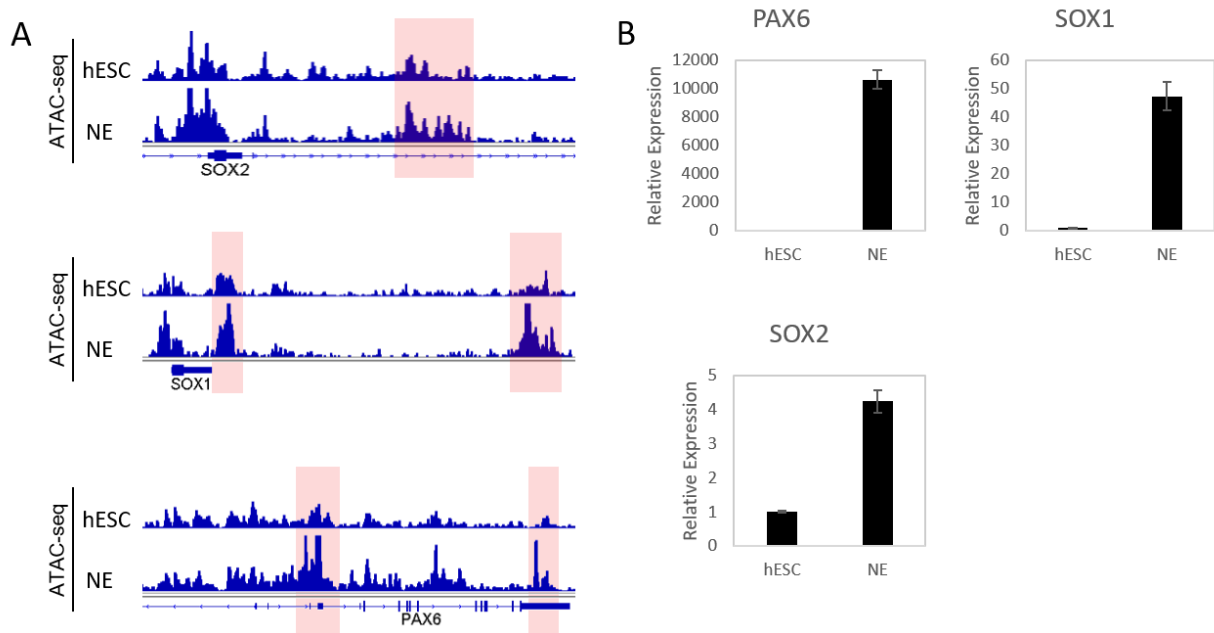 A
ATAC-seq
hESC
NE
SOX2
ATAC-seq
hESC
NE
SOX1
ATAC-seq
hESC
NE
PAX6
B
PAX6
Relative Expression
12000
10000
8000
6000
4000
2000
0
hESC NE
SOX1
Relative Expression
60
50
40
30
20
10
0
hESC NE
SOX2
Relative Expression
5
4
3
2
1
0
hESC NE